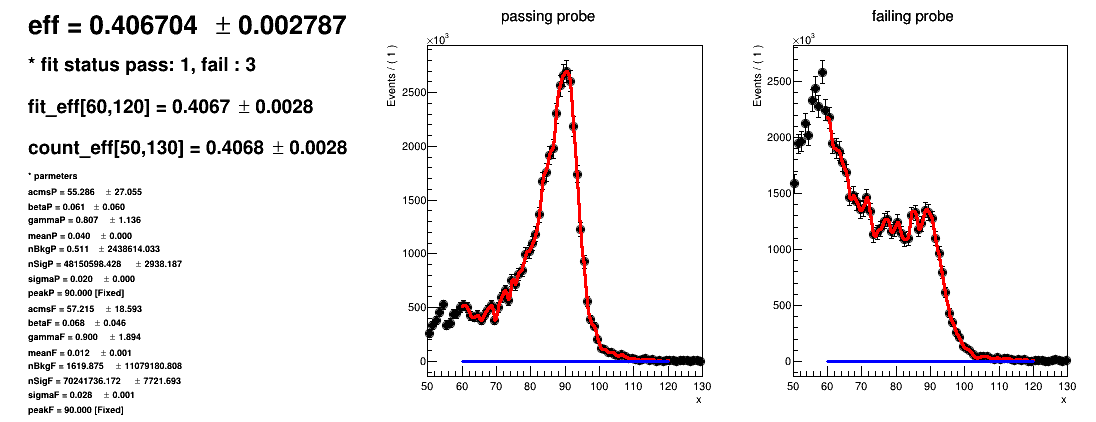 eff = 0.406704 ± 0.002787
* fit status pass: 1, fail : 3
fit_eff[60,120] = 0.4067 ± 0.0028
count_eff[50,130] = 0.4068 ± 0.0028
* parmeters
acmsP = 55.286 ± 27.055
betaP = 0.061 ± 0.060
gammaP = 0.807 ± 1.136
meanP = 0.040 ± 0.000
nBkgP = 0.511 ± 2438614.033
nSigP = 48150598.428 ± 2938.187
sigmaP = 0.020 ± 0.000
peakP = 90.000 [Fixed]
acmsF = 57.215 ± 18.593
betaF = 0.068 ± 0.046
gammaF = 0.900 ± 1.894
meanF = 0.012 ± 0.001
nBkgF = 1619.875 ± 11079180.808
nSigF = 70241736.172 ± 7721.693
sigmaF = 0.028 ± 0.001
peakF = 90.000 [Fixed]
passing probe
×10³
Events / ( 1 )
2500
2000
1500
1000
500
0
50 60 70 80 90 100 110 120 130
x
failing probe
×10³
Events / ( 1 )
2500
2000
1500
1000
500
0
50 60 70 80 90 100 110 120 130
x